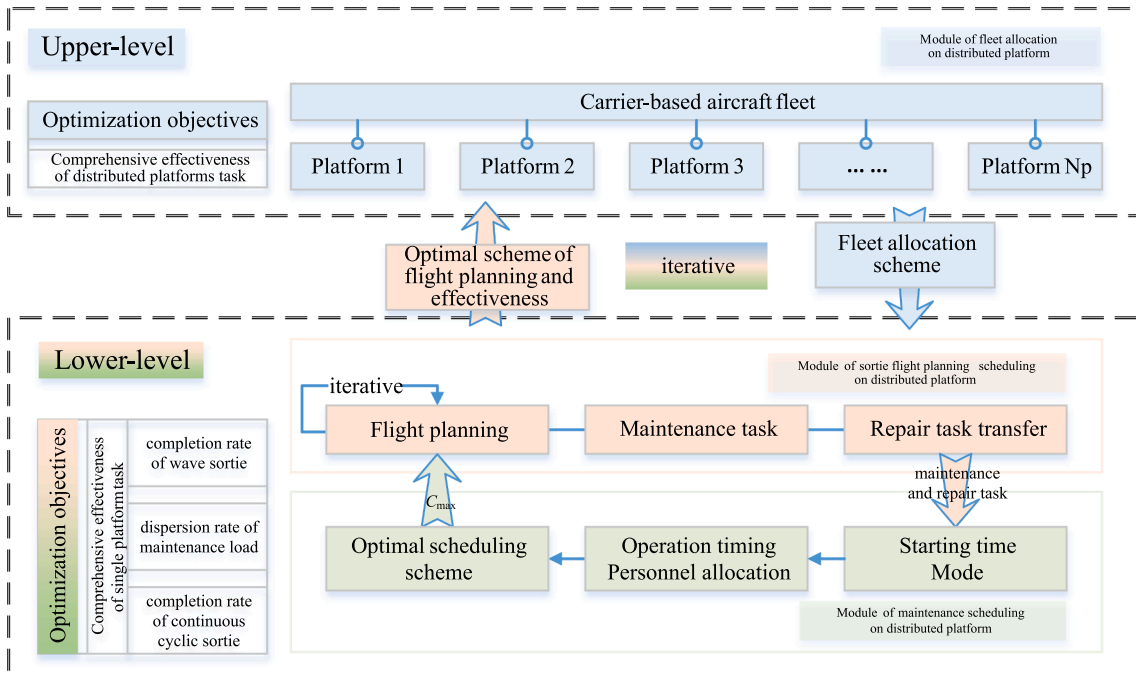 Upper-level
Module of fleet allocation
on distributed platform
Optimization objectives
Comprehensive effectiveness
of distributed platforms task
Carrier-based aircraft fleet
Platform 1
Platform 2
Platform 3
... ...
Platform Np
Optimal scheme of
flight planning and
effectiveness
iterative
Fleet allocation
scheme
Lower-level
Module of sortie flight planning scheduling
on distributed platform
iterative
Flight planning
Maintenance task
Repair task transfer
maintenance
and repair task
Cmax
Optimal scheduling
scheme
Operation timing
Personnel allocation
Starting time
Mode
Module of maintenance scheduling
on distributed platform
Optimization objectives
Comprehensive effectiveness
of single platform task
completion rate
of wave sortie
dispersion rate of
maintenance load
completion rate
of continuous
cyclic sortie